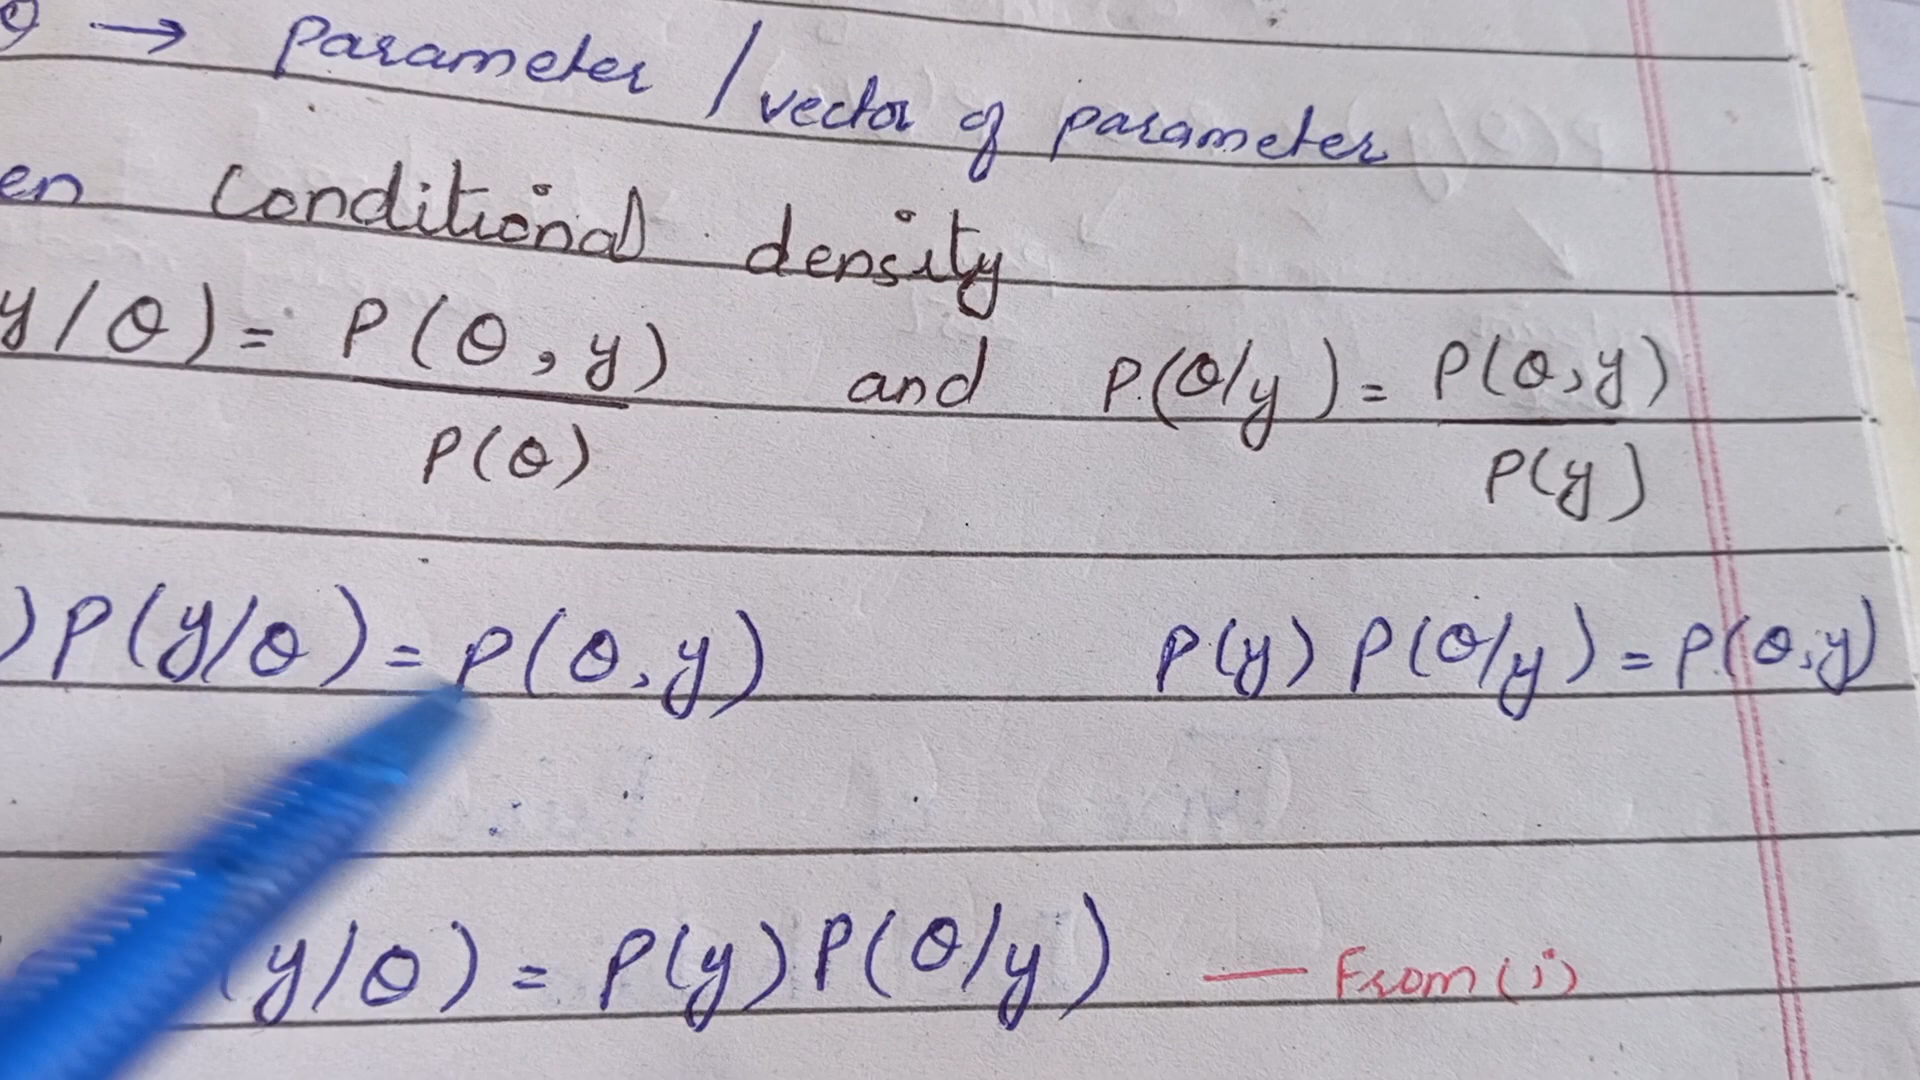 θ → Parameter / vector of parameter
en conditional density
y/θ) = P(θ,y) / P(θ) and P(θ/y) = P(θ,y) / P(y)
) P(y/θ) = P(θ,y) P(y) P(θ/y) = P(θ,y)
(y/θ) = P(y) P(θ/y) — From (i)